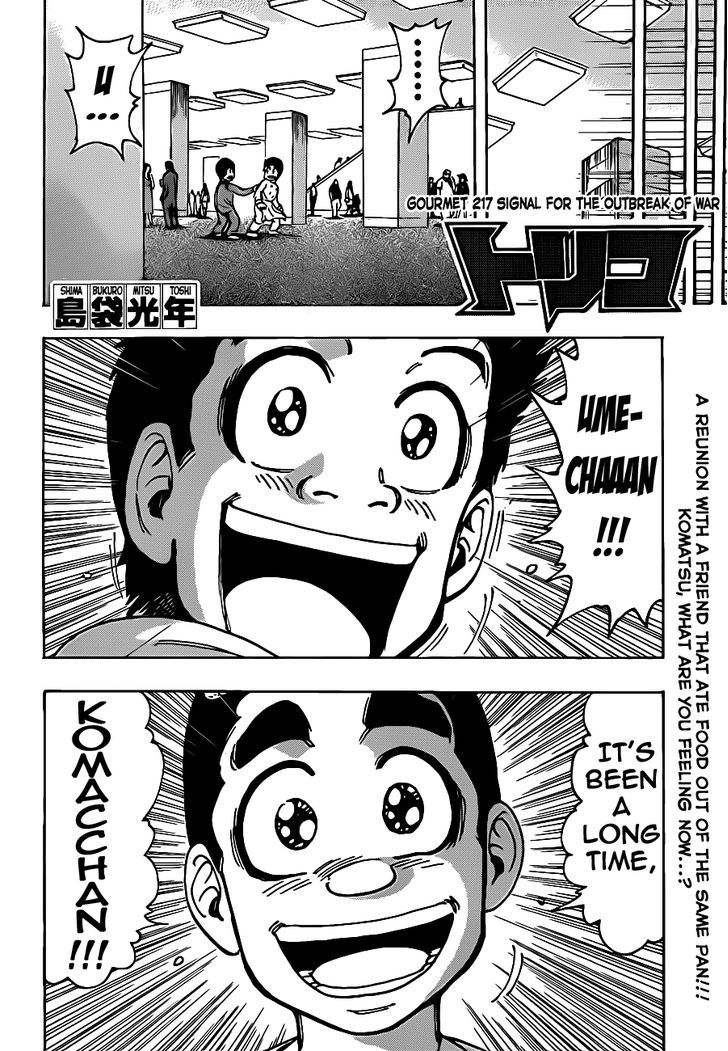 U
...
......
GOURMET 217 SIGNAL FOR THE OUTBREAK OF WAR
トリコ
SHIMA BUKURO MITSU TOSHI
島袋光年
UME-
CHAAAN
!!!
A REUNION WITH A FRIEND THAT ATE FOOD OUT OF THE SAME PAN!!!
KOMATSU, WHAT ARE YOU FEELING NOW...?
IT'S
BEEN
A
LONG
TIME,
KOMACCHAN!!!